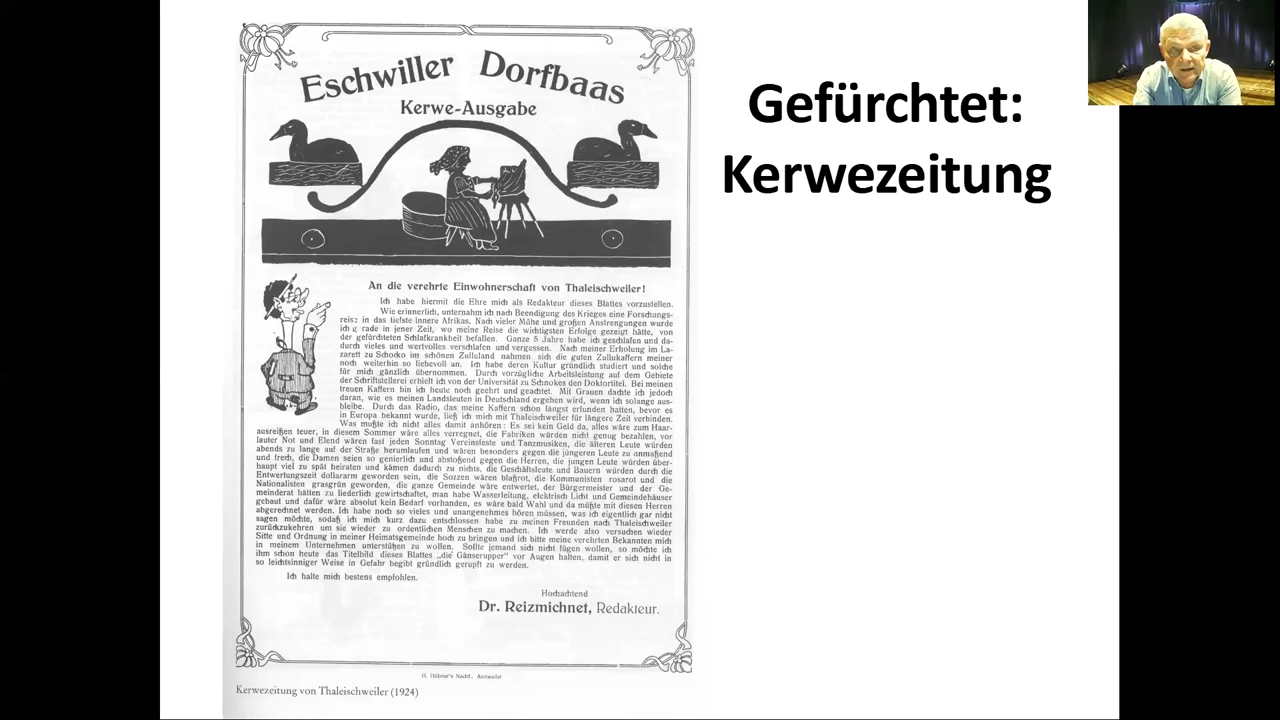 Eschwiller Dorfbaas
Kerwe-Ausgabe
An die verehrte Einwohnerschaft von Thaleischweiler!
Ich habe hiermit die Ehre mich als Redakteur dieses Blattes vorzustellen.
Wie erinnerlich, unternahm ich nach Beendigung des Krieges eine Forschungs-
reise in das tiefste Innere Afrikas. Nach vieler Mühe und großen Anstrengungen wurde
ich grade in jener Zeit, wo meine Reise die wichtigsten Erfolge gezeigt hätte, von
der gefürchteten Schlafkrankheit befallen. Ganze 5 Jahre habe ich geschlafen und da-
durch vieles und wertvolles verschlafen und vergessen. Nach meiner Erholung im La-
zarett zu Schocko im schönen Zululand nahmen sich die guten Zulukaffern meiner
noch weiterhin so liebevoll an. Ich habe deren Kultur gründlich studiert und solche
für mich gänzlich übernommen. Durch vorzügliche Arbeitsleistung auf dem Gebiete
der Schriftstellerei erhielt ich von der Universität zu Schnokes den Doktortitel. Bei meinen
treuen Kaffern bin ich heute noch geehrt und geachtet. Mit Grauen dachte ich jedoch
daran, wie es meinen Landsleuten in Deutschland ergehen wird, wenn ich solange aus-
bleibe. Durch das Radio, das meine Kaffern schon längst erfunden hatten, bevor es
in Europa bekannt wurde, ließ ich mich mit Thaleischweiler für längere Zeit verbinden.
Was mußte ich nicht alles damit anhören: Es sei kein Geld da, alles wäre zum Haar-
ausreißen teuer, in diesem Sommer wäre alles verregnet, die Fabriken würden nicht genug bezahlen, vor
lauter Not und Elend wären fast jeden Sonntag Vereinsfeste und Tanzmusiken, die älteren Leute würden
abends zu lange auf der Straße herumlaufen und wären besonders gegen die jüngeren Leute zu anmaßend
und frech, die Damen seien so genierlich und abstoßend gegen die Herren, die jungen Leute würden über-
haupt viel zu spät heiraten und kämen dadurch zu nichts, die Geschäftsleute und Bauern würden durch die
Entwertungszeit dollararm geworden sein, die Sozzen wären blaßrot, die Kommunisten rosarot und die
Nationalisten grasgrün geworden, die ganze Gemeinde wäre entwertet, der Bürgermeister und der Ge-
meinderat hätten zu liederlich gewirtschaftet, man habe Wasserleitung, elektrisch Licht und Gemeindehäuser
gebaut und dafür wäre absolut kein Bedarf vorhanden, es wäre bald Wahl und da müßte mit diesen Herren
abgerechnet werden. Ich habe noch so vieles und unangenehmes hören müssen, was ich eigentlich gar nicht
sagen möchte, sodaß ich mich kurz dazu entschlossen habe zu meinen Freunden nach Thaleischweiler
zurückzukehren um sie wieder zu ordentlichen Menschen zu machen. Ich werde also versuchen wieder
Sitte und Ordnung in meiner Heimatsgemeinde hoch zu bringen und ich bitte meine verehrten Bekannten mich
in meinem Unternehmen unterstützen zu wollen. Sollte jemand sich nicht fügen wollen, so möchte ich
ihm schon heute das Titelbild dieses Blattes „die Gänserupper" vor Augen halten, damit er sich nicht in
so leichtsinniger Weise in Gefahr begibt gründlich gerupft zu werden.
Ich halte mich bestens empfohlen.
Hochachtend
Dr. Reizmichnet, Redakteur.
H. Hübner's Nachf., Annweiler
Kerwezeitung von Thaleischweiler (1924)
Gefürchtet:
Kerwezeitung